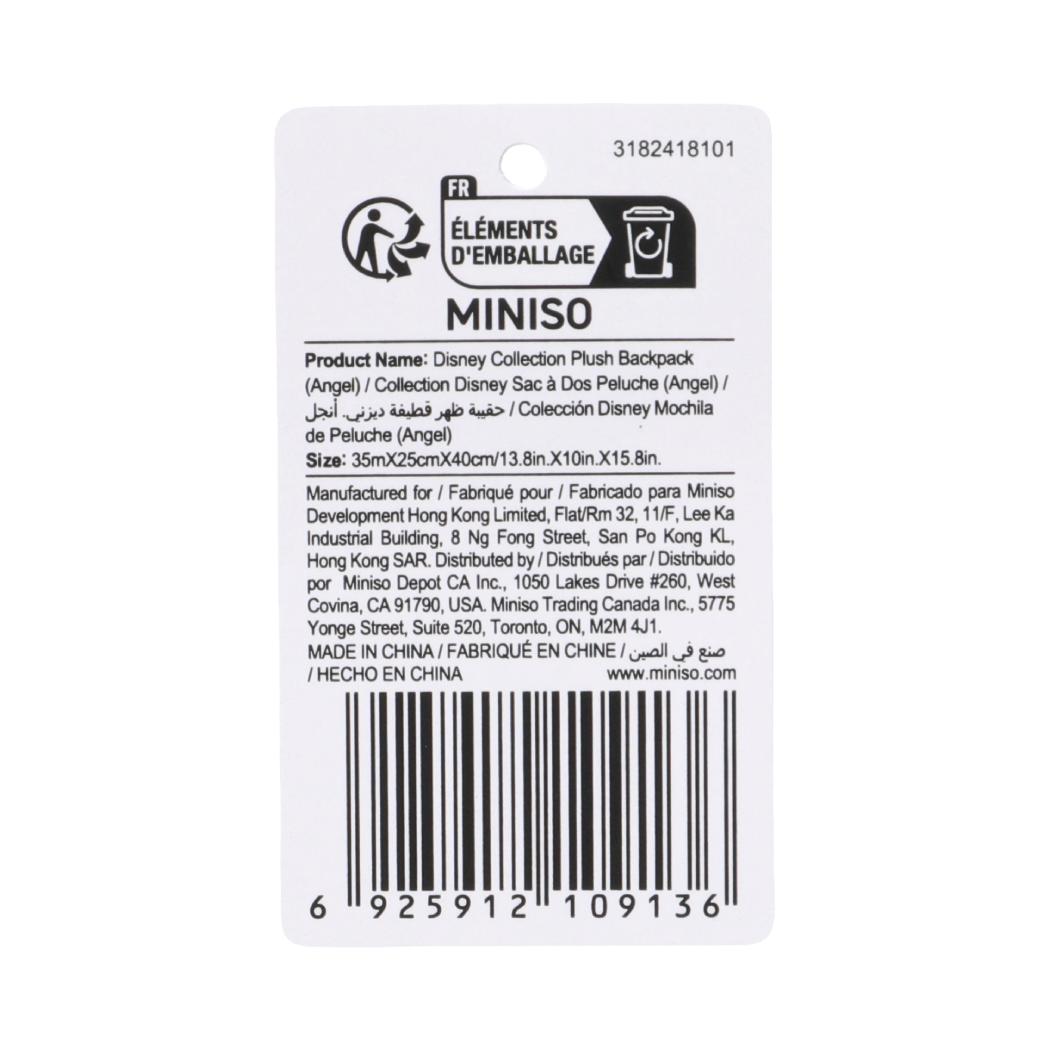 3182418101
FR
ÉLÉMENTS
D'EMBALLAGE
MINISO
Product Name: Disney Collection Plush Backpack
(Angel) / Collection Disney Sac à Dos Peluche (Angel) /
حقيبة ظهر قطيفة ديزني. أنجل / Colección Disney Mochila
de Peluche (Angel)
Size: 35mX25cmX40cm/13.8in.X10in.X15.8in.
Manufactured for / Fabriqué pour / Fabricado para Miniso
Development Hong Kong Limited, Flat/Rm 32, 11/F, Lee Ka
Industrial Building, 8 Ng Fong Street, San Po Kong KL,
Hong Kong SAR. Distributed by / Distribués par / Distribuido
por Miniso Depot CA Inc., 1050 Lakes Drive #260, West
Covina, CA 91790, USA. Miniso Trading Canada Inc., 5775
Yonge Street, Suite 520, Toronto, ON, M2M 4J1.
MADE IN CHINA / FABRIQUÉ EN CHINE / صنع في الصين
/ HECHO EN CHINA www.miniso.com
6 925912 109136